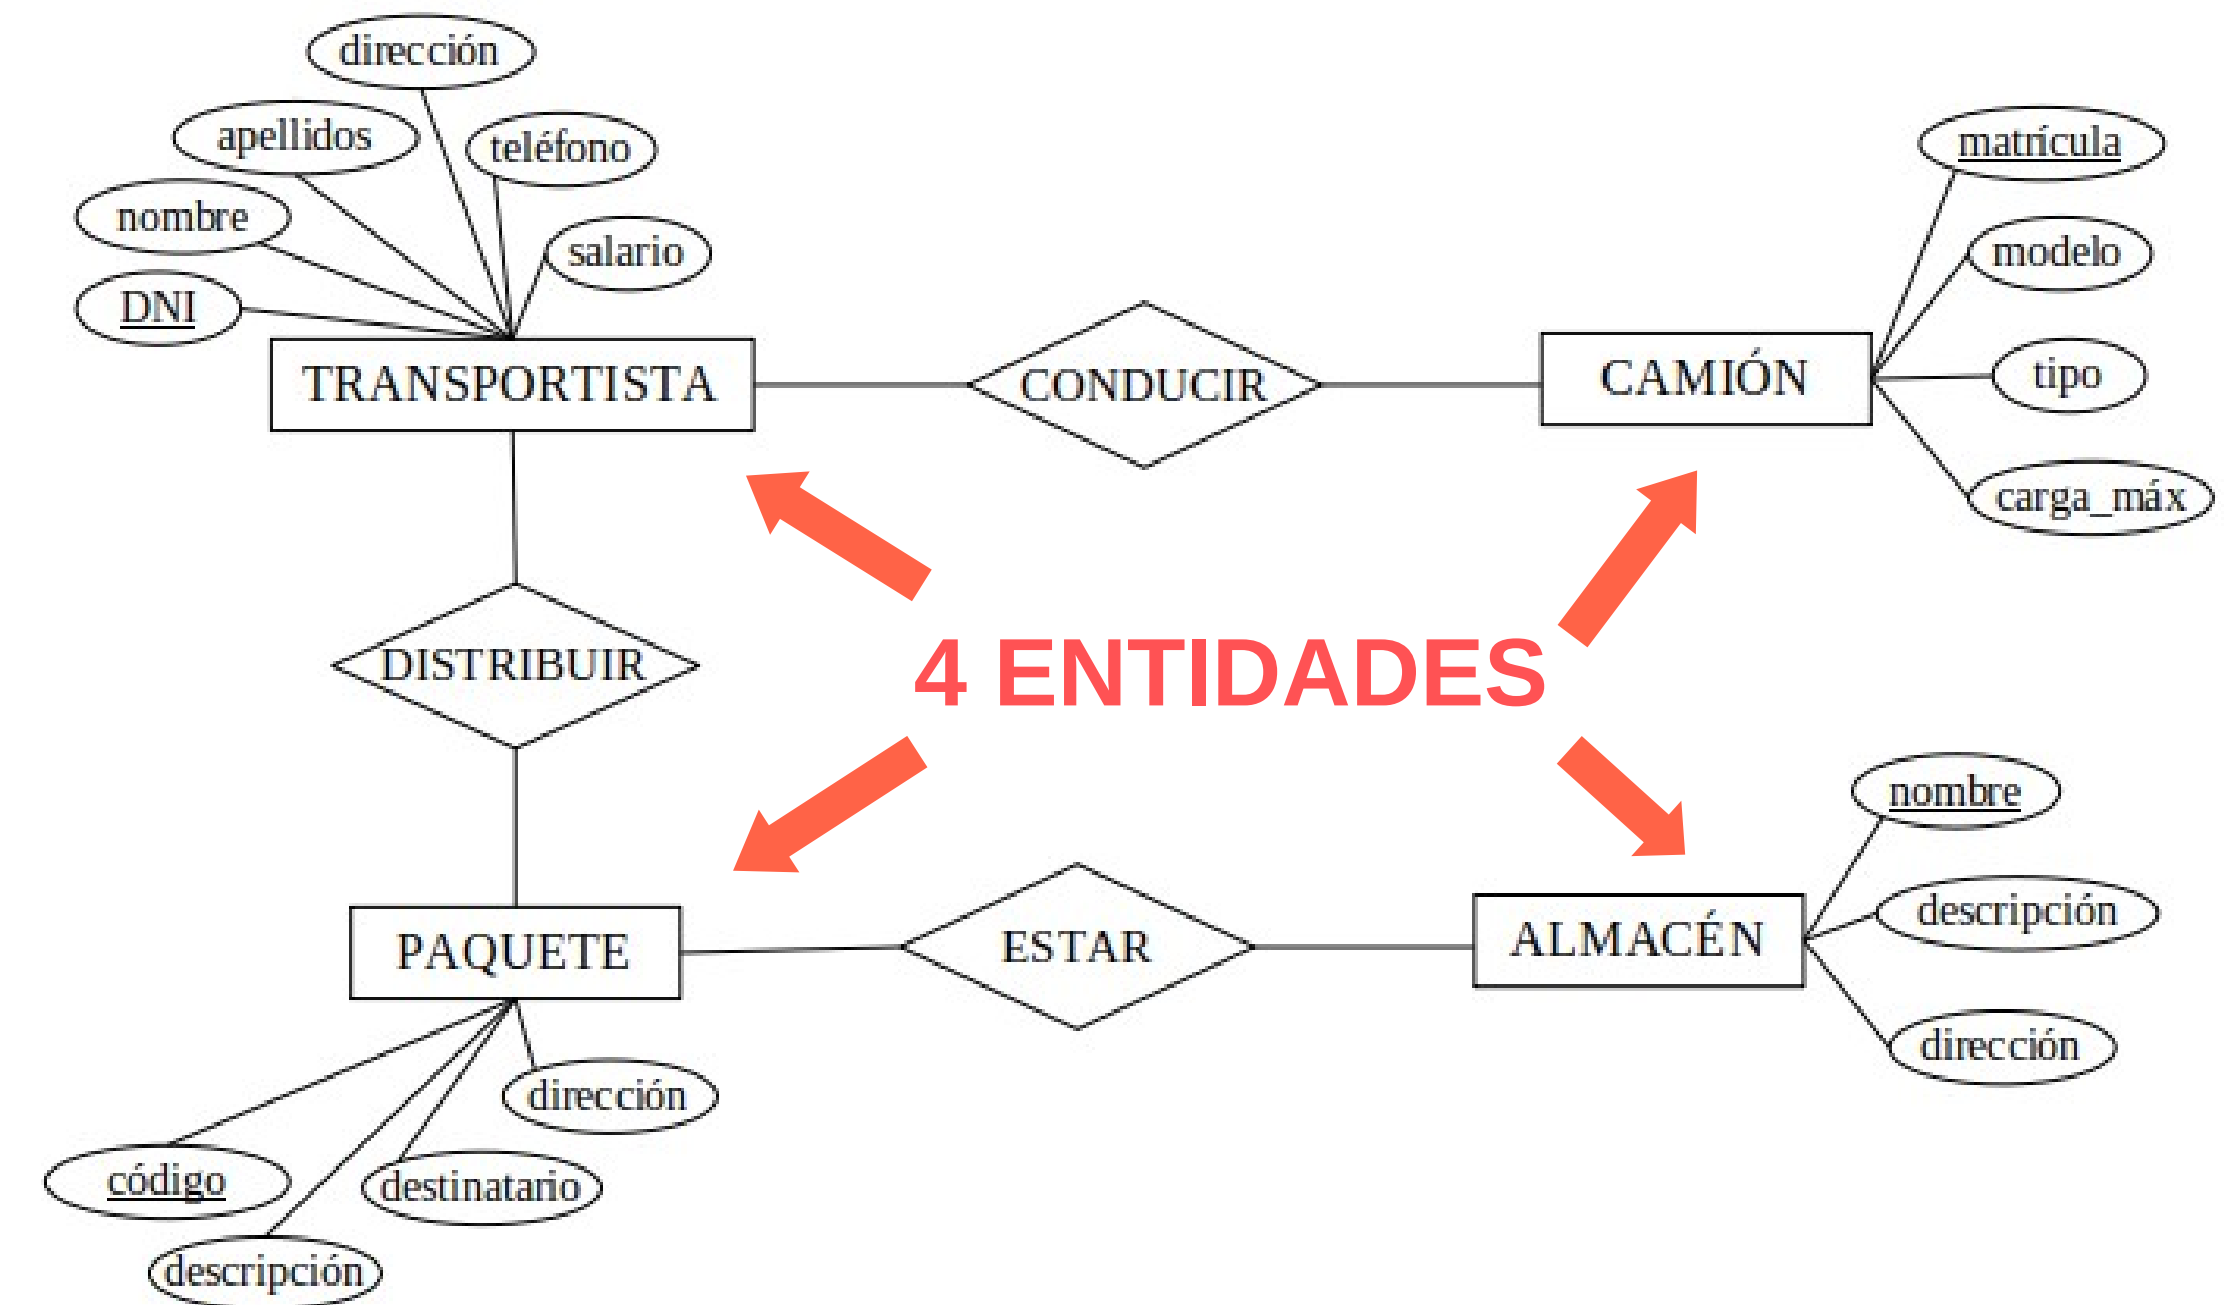 dirección
apellidos
teléfono
matrícula
nombre
salario
modelo
DNI
TRANSPORTISTA
CONDUCIR
CAMIÓN
tipo
carga_máx
DISTRIBUIR
4 ENTIDADES
nombre
descripción
PAQUETE
ESTAR
ALMACÉN
dirección
dirección
código
destinatario
descripción